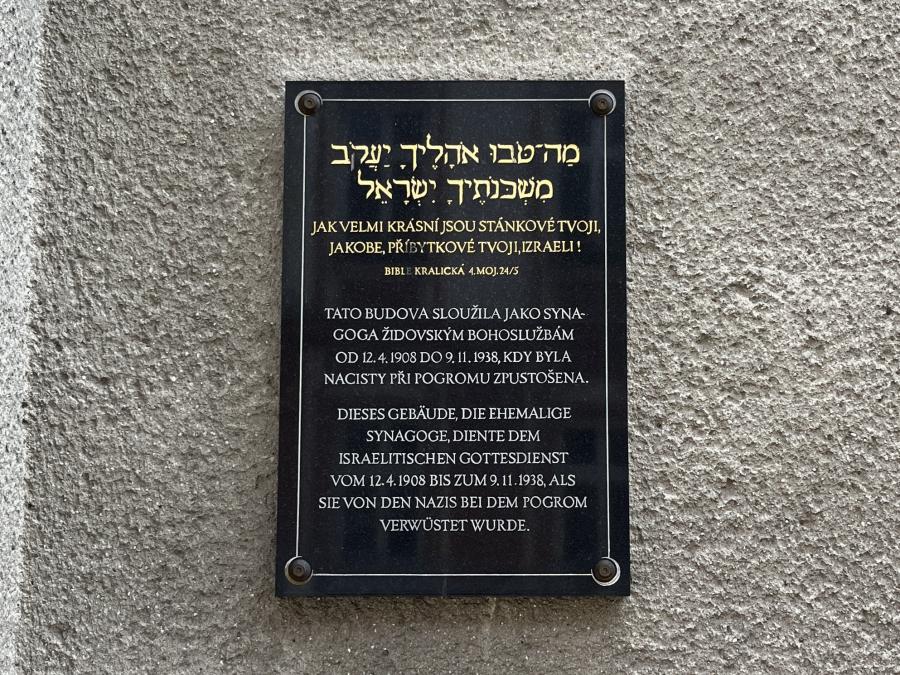 מַה־טֹּבוּ אֹהָלֶיךָ יַעֲקֹב
מִשְׁכְּנֹתֶיךָ יִשְׂרָאֵל
JAK VELMI KRÁSNÍ JSOU STÁNKOVÉ TVOJI,
JAKOBE, PŘÍBYTKOVÉ TVOJI, IZRAELI!
BIBLE KRALICKÁ 4. MOJ. 24/5
TATO BUDOVA SLOUŽILA JAKO SYNA-
GOGA ŽIDOVSKÝM BOHOSLUŽBÁM
OD 12. 4. 1908 DO 9. 11. 1938, KDY BYLA
NACISTY PŘI POGROMU ZPUSTOŠENA.
DIESES GEBÄUDE, DIE EHEMALIGE
SYNAGOGE, DIENTE DEM
ISRAELITISCHEN GOTTESDIENST
VOM 12. 4. 1908 BIS ZUM 9. 11. 1938, ALS
SIE VON DEN NAZIS BEI DEM POGROM
VERWÜSTET WURDE.